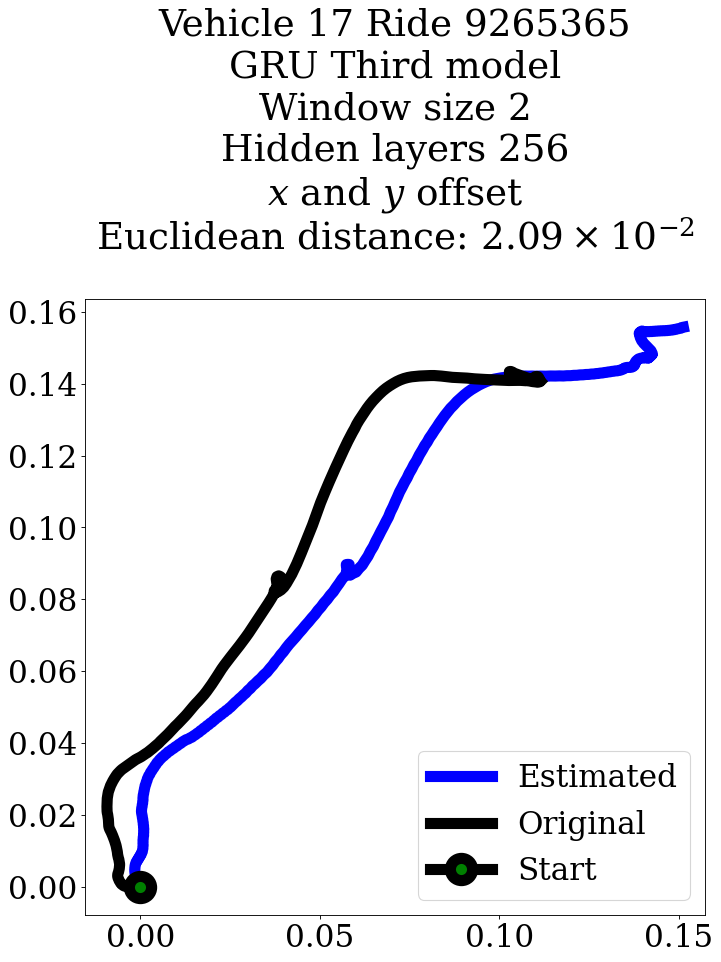 Vehicle 17 Ride 9265365
GRU Third model
Window size 2
Hidden layers 256
x and y offset
Euclidean distance: 2.09 × 10⁻²
0.16
0.14
0.12
0.10
0.08
0.06
0.04
0.02
0.00
Estimated
Original
Start
0.00 0.05 0.10 0.15